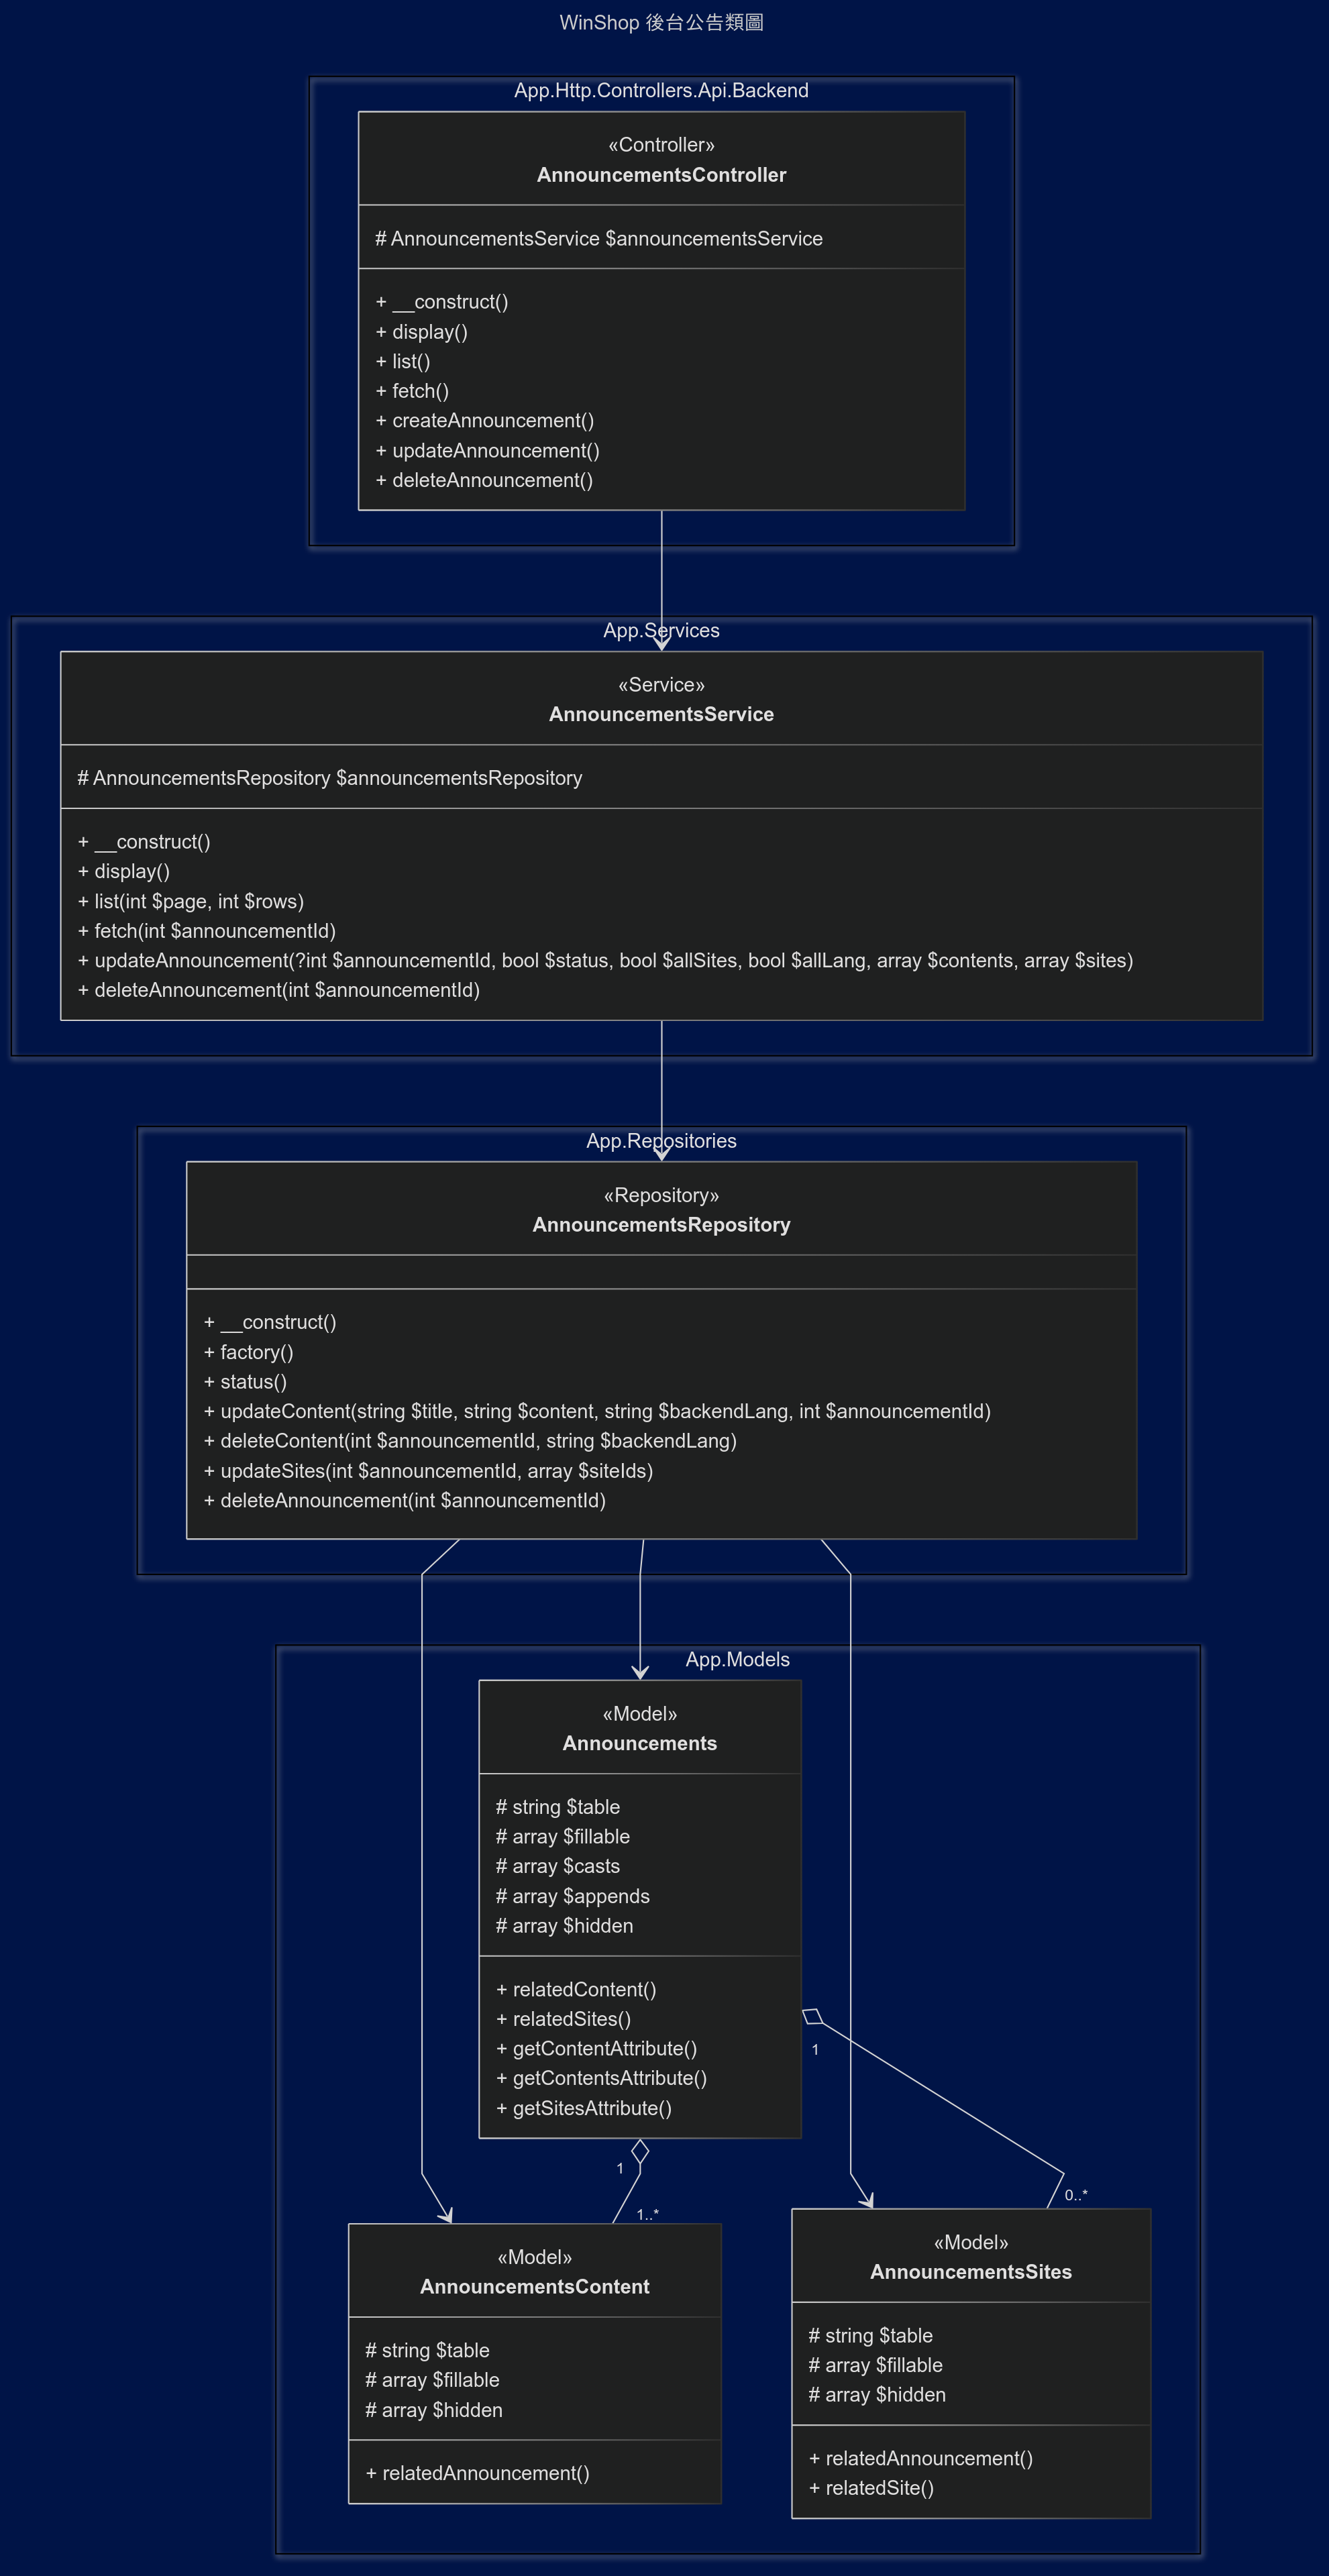 WinShop 後台公告類圖
App.Http.Controllers.Api.Backend
«Controller»
AnnouncementsController
# AnnouncementsService $announcementsService
+ __construct()
+ display()
+ list()
+ fetch()
+ createAnnouncement()
+ updateAnnouncement()
+ deleteAnnouncement()
App.Services
«Service»
AnnouncementsService
# AnnouncementsRepository $announcementsRepository
+ __construct()
+ display()
+ list(int $page, int $rows)
+ fetch(int $announcementId)
+ updateAnnouncement(?int $announcementId, bool $status, bool $allSites, bool $allLang, array $contents, array $sites)
+ deleteAnnouncement(int $announcementId)
App.Repositories
«Repository»
AnnouncementsRepository
+ __construct()
+ factory()
+ status()
+ updateContent(string $title, string $content, string $backendLang, int $announcementId)
+ deleteContent(int $announcementId, string $backendLang)
+ updateSites(int $announcementId, array $siteIds)
+ deleteAnnouncement(int $announcementId)
App.Models
«Model»
Announcements
# string $table
# array $fillable
# array $casts
# array $appends
# array $hidden
+ relatedContent()
+ relatedSites()
+ getContentAttribute()
+ getContentsAttribute()
+ getSitesAttribute()
1
1
0..*
1..*
«Model»
AnnouncementsContent
# string $table
# array $fillable
# array $hidden
+ relatedAnnouncement()
«Model»
AnnouncementsSites
# string $table
# array $fillable
# array $hidden
+ relatedAnnouncement()
+ relatedSite()